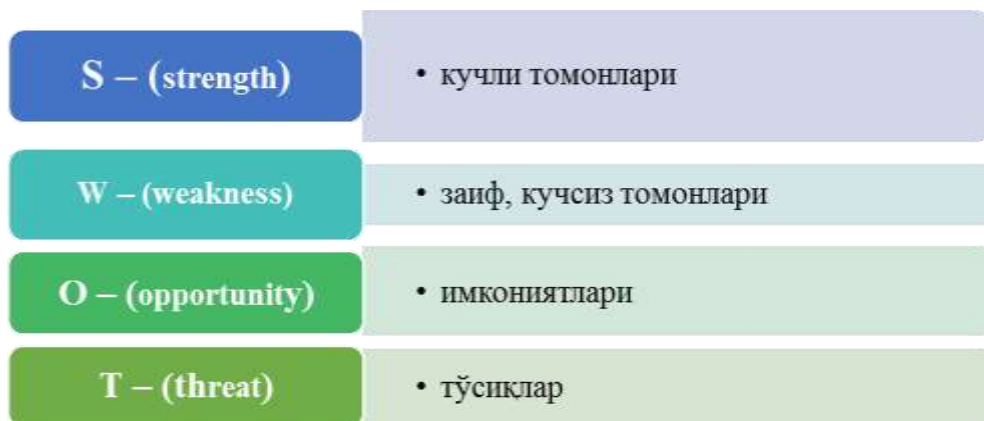 S – (strength)
• кучли томонлари
W – (weakness)
• заиф, кучсиз томонлари
O – (opportunity)
• имкониятлари
T – (threat)
• тўсиқлар